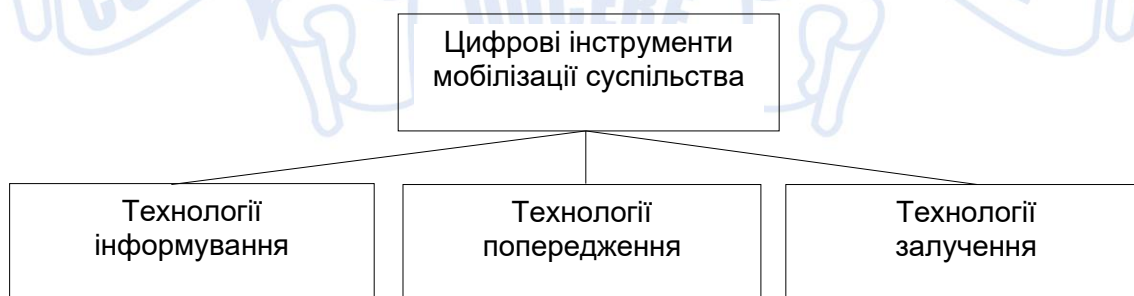 Цифрові інструменти
мобілізації суспільства
Технології
інформування
Технології
попередження
Технології
залучення